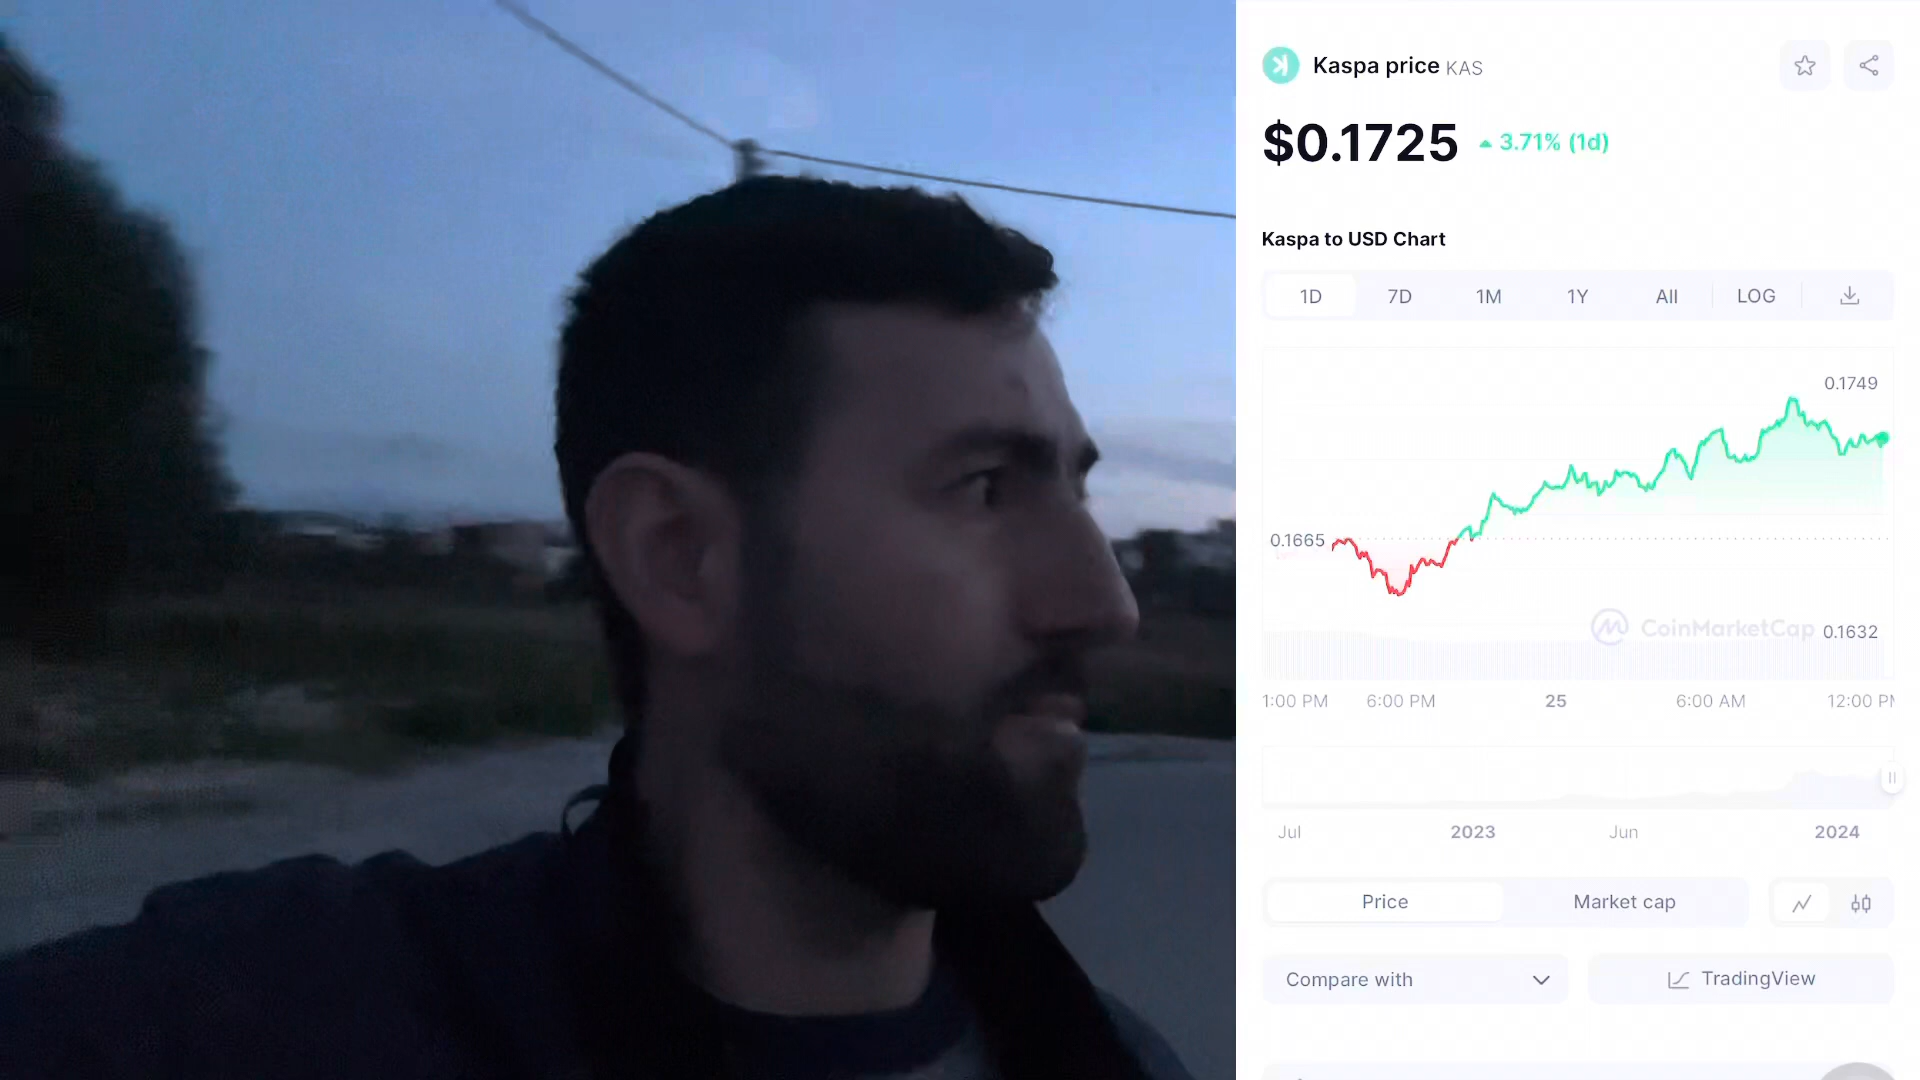 Kaspa price KAS
$0.1725 3.71% (1d)
Kaspa to USD Chart
1D 7D 1M 1Y All LOG
0.1749
0.1665
CoinMarketCap 0.1632
1:00 PM 6:00 PM 25 6:00 AM 12:00 PM
Jul 2023 Jun 2024
Price Market cap
Compare with TradingView